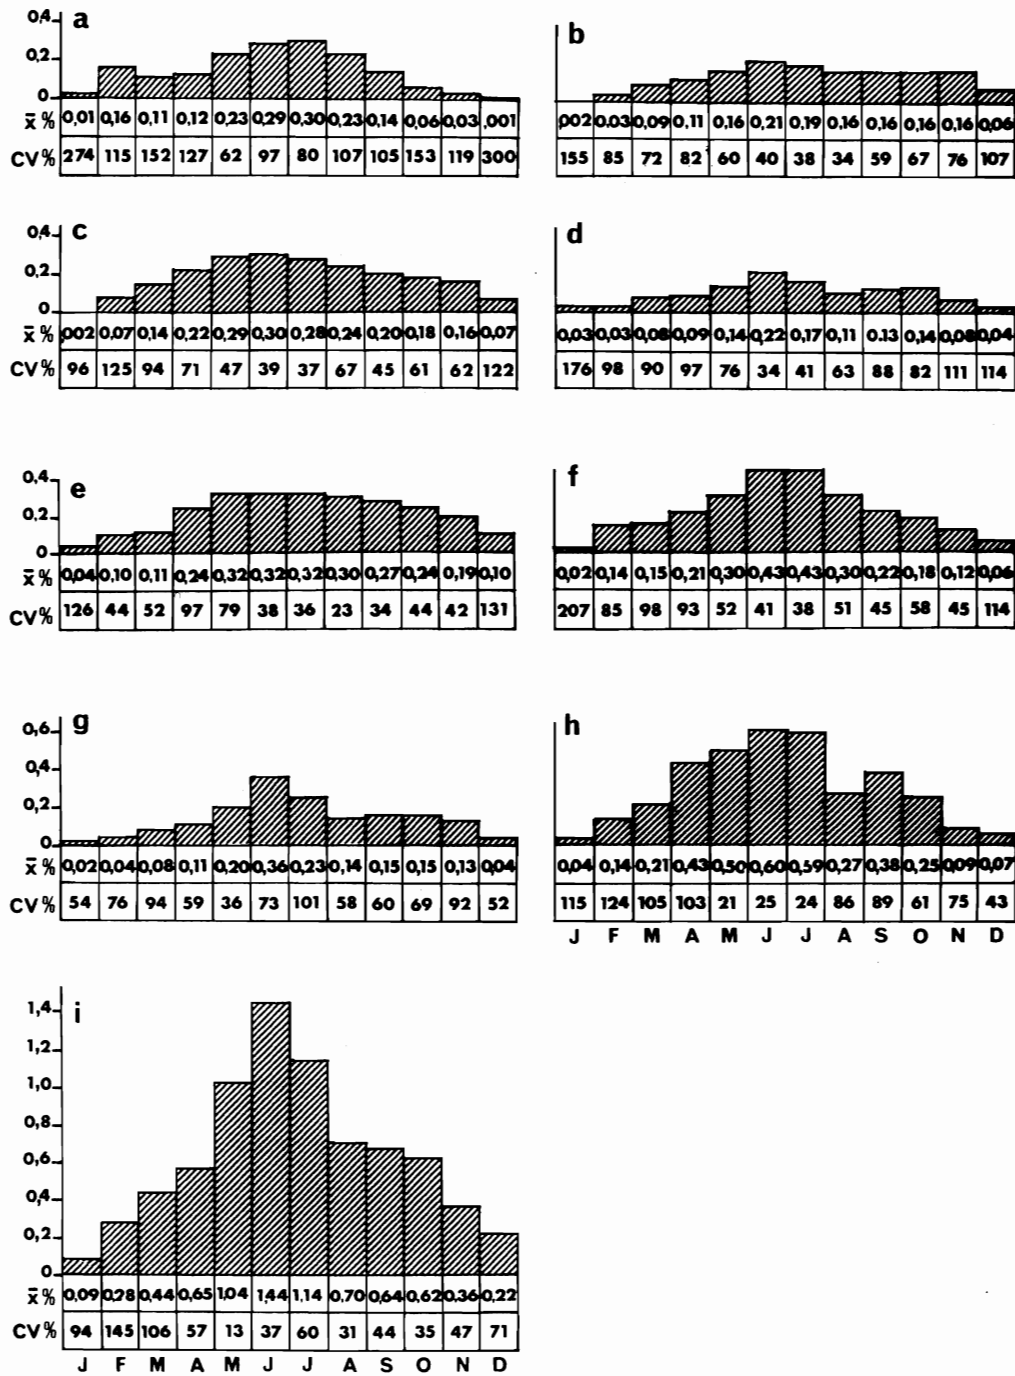 a
0,4
0,2
0
x̄ % 0,01 0,16 0,11 0,12 0,23 0,29 0,30 0,23 0,14 0,06 0,03 ,001
CV% 274 115 152 127 62 97 80 107 105 153 119 300
b
,002 0,03 0,09 0,11 0,16 0,21 0,19 0,16 0,16 0,16 0,16 0,06
155 85 72 82 60 40 38 34 59 67 76 107
c
0,4
0,2
0
x̄ % ,002 0,07 0,14 0,22 0,29 0,30 0,28 0,24 0,20 0,18 0,16 0,07
CV% 96 125 94 71 47 39 37 67 45 61 62 122
d
0,03 0,03 0,08 0,09 0,14 0,22 0,17 0,11 0.13 0,14 0,08 0,04
176 98 90 97 76 34 41 63 88 82 111 114
e
0,4
0,2
0
x̄ % 0,04 0,10 0,11 0,24 0,32 0,32 0,32 0,30 0,27 0,24 0,19 0,10
CV% 126 44 52 97 79 38 36 23 34 44 42 131
f
0,02 0,14 0,15 0,21 0,30 0,43 0,43 0,30 0,22 0,18 0,12 0,06
207 85 98 93 52 41 38 51 45 58 45 114
g
0,6
0,4
0,2
0
x̄ % 0,02 0,04 0,08 0,11 0,20 0,36 0,23 0,14 0,15 0,15 0,13 0,04
CV% 54 76 94 59 36 73 101 58 60 69 92 52
h
0,04 0,14 0,21 0,43 0,50 0,60 0,59 0,27 0,38 0,25 0,09 0,07
115 124 105 103 21 25 24 86 89 61 75 43
J F M A M J J A S O N D
i
1,4
1,2
1,0
0,8
0,6
0,4
0,2
0
x̄ % 0,09 0,28 0,44 0,65 1,04 1,44 1,14 0,70 0,64 0,62 0,36 0,22
CV% 94 145 106 57 13 37 60 31 44 35 47 71
J F M A M J J A S O N D